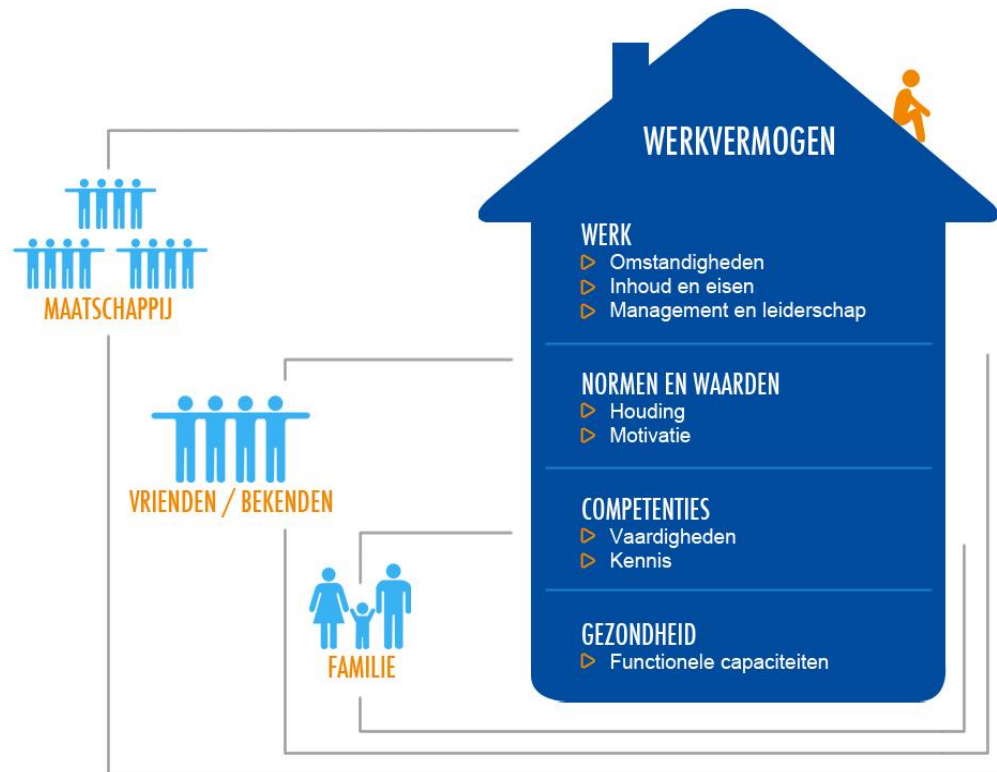 WERKVERMOGEN
WERK
Omstandigheden
Inhoud en eisen
Management en leiderschap
NORMEN EN WAARDEN
Houding
Motivatie
COMPETENTIES
Vaardigheden
Kennis
GEZONDHEID
Functionele capaciteiten
MAATSCHAPPIJ
VRIENDEN / BEKENDEN
FAMILIE